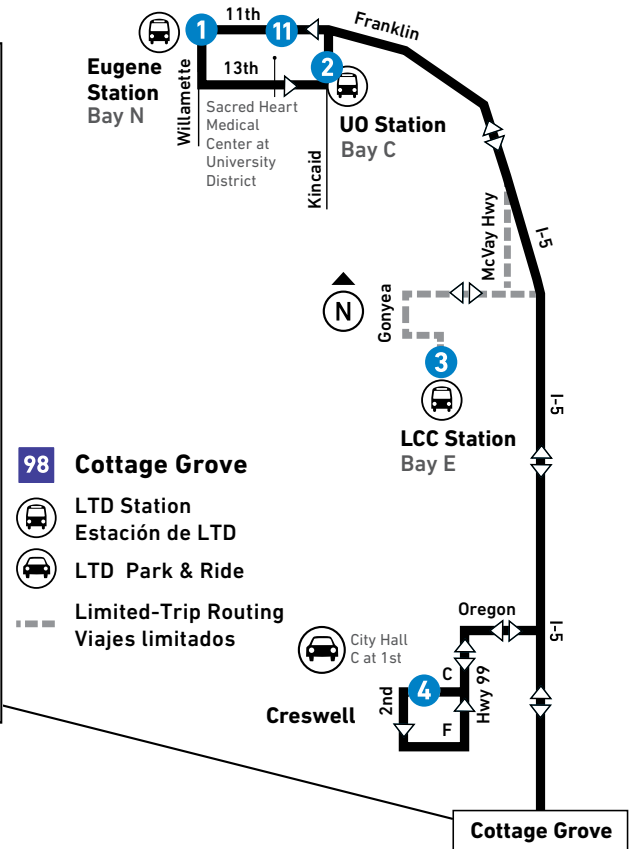 11th
Franklin
1
11
Eugene
Station
Bay N
13th
2
Willamette
Sacred Heart
Medical
Center at
University
District
UO Station
Bay C
Kincaid
McVay Hwy
I-5
N
Gonyea
3
I-5
LCC Station
Bay E
98 Cottage Grove
LTD Station
Estación de LTD
LTD Park & Ride
Limited-Trip Routing
Viajes limitados
Oregon
I-5
City Hall
C at 1st
C
4
2nd
Hwy 99
Creswell
F
Cottage Grove